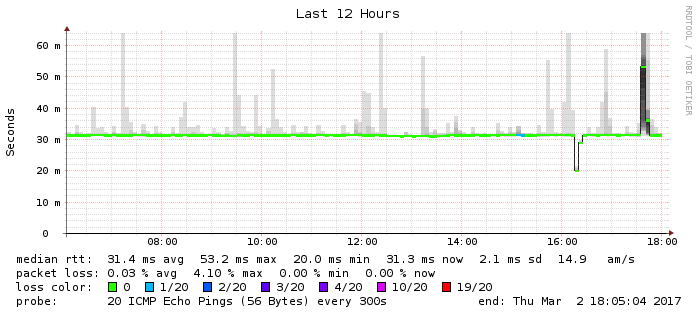 Last 12 Hours
RRDTOOL / TOBI OETIKER
Seconds
60 m
50 m
40 m
30 m
20 m
10 m
0
08:00 10:00 12:00 14:00 16:00 18:00
median rtt: 31.4 ms avg 53.2 ms max 20.0 ms min 31.3 ms now 2.1 ms sd 14.9 am/s
packet loss: 0.03 % avg 4.10 % max 0.00 % min 0.00 % now
loss color: 0 1/20 2/20 3/20 4/20 10/20 19/20
probe: 20 ICMP Echo Pings (56 Bytes) every 300s end: Thu Mar 2 18:05:04 2017